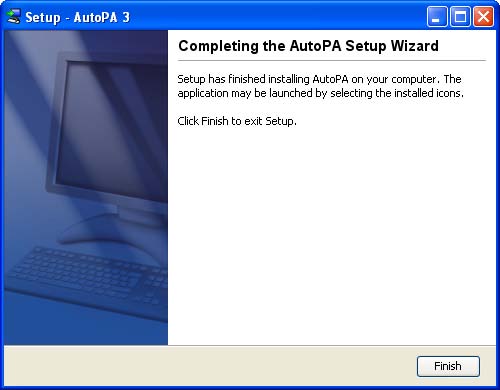 Setup - AutoPA 3
Completing the AutoPA Setup Wizard
Setup has finished installing AutoPA on your computer. The
application may be launched by selecting the installed icons.
Click Finish to exit Setup.
Finish